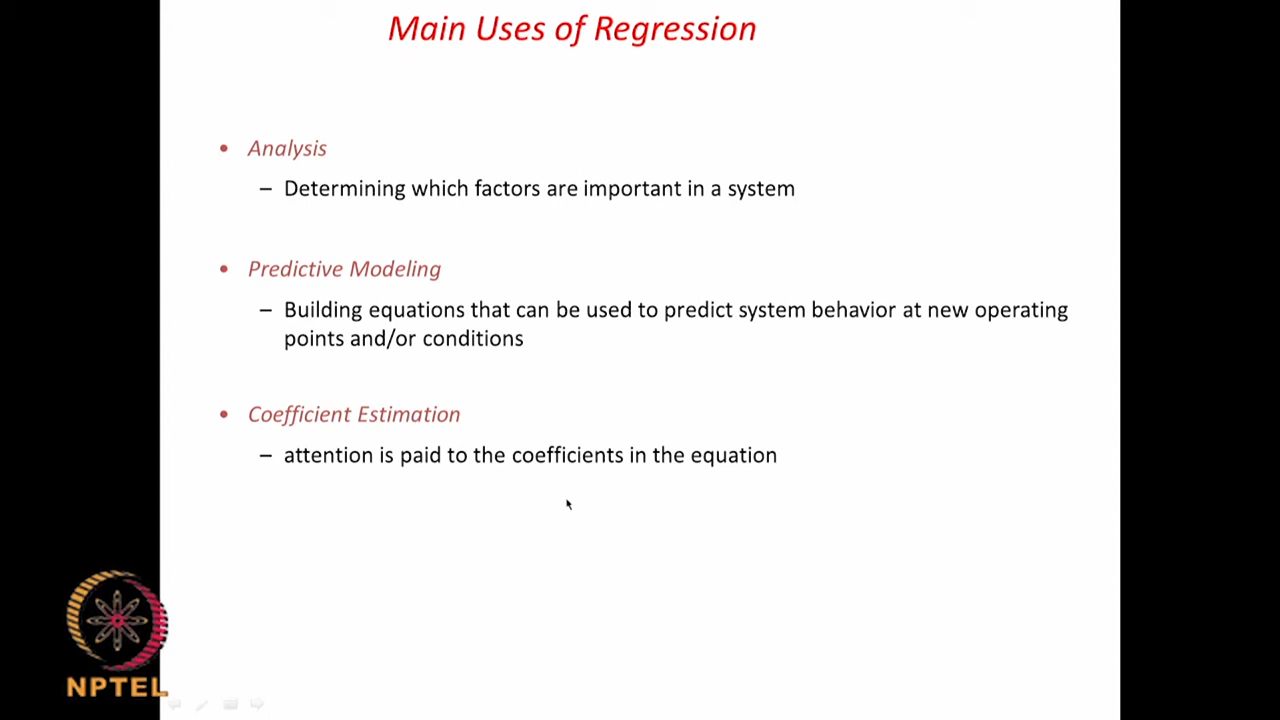 Main Uses of Regression
• Analysis
– Determining which factors are important in a system
• Predictive Modeling
– Building equations that can be used to predict system behavior at new operating
points and/or conditions
• Coefficient Estimation
– attention is paid to the coefficients in the equation
NPTEL